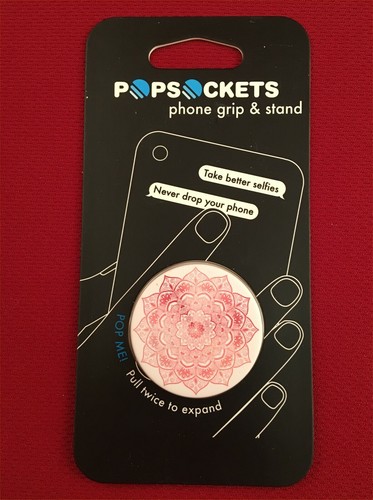 POPSOCKETS
phone grip & stand
Take better selfies
Never drop your phone
POP ME!
Pull twice to expand